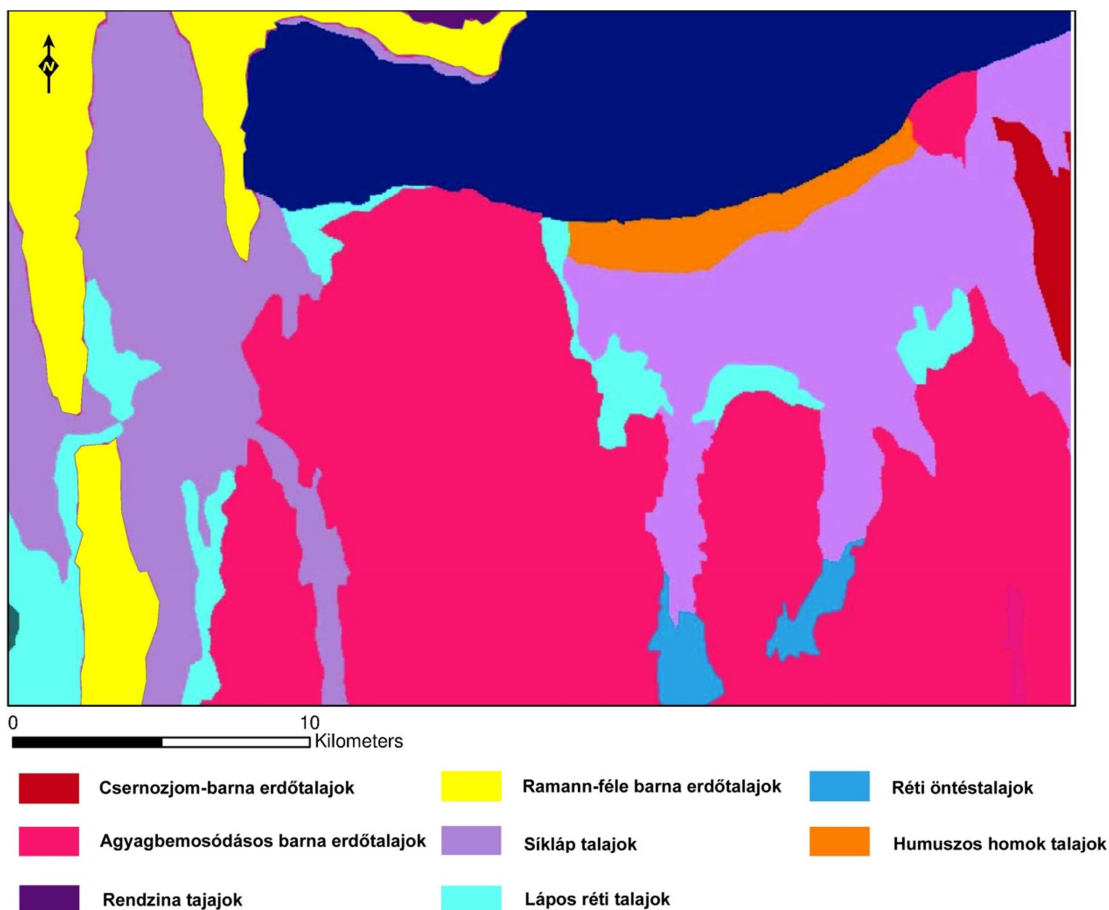 N
0
10
Kilometers
Csernozjom-barna erdőtalajok
Ramann-féle barna erdőtalajok
Réti öntéstalajok
Agyagbemosódásos barna erdőtalajok
Síkláp talajok
Humuszos homok talajok
Rendzina tajajok
Lápos réti talajok